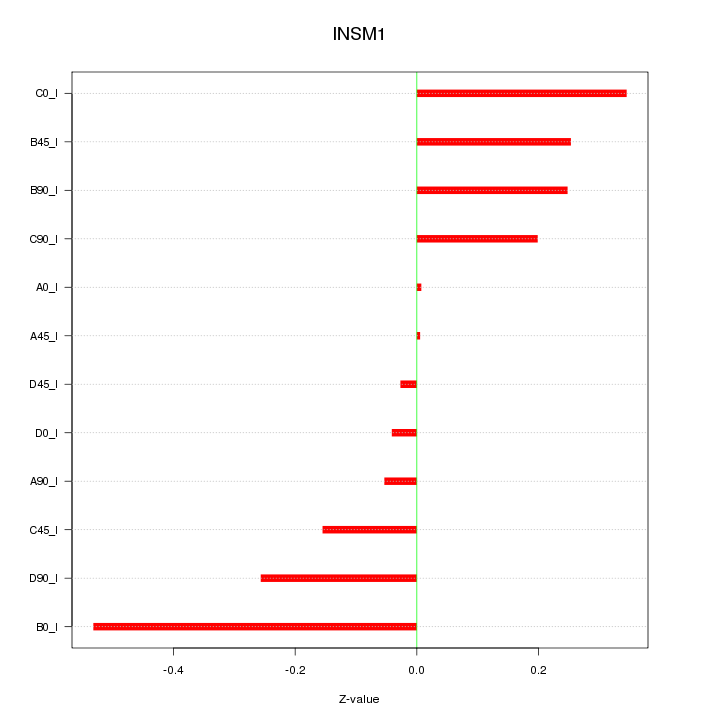 INSM1
C0_I
B45_I
B90_I
C90_I
A0_I
A45_I
D45_I
D0_I
A90_I
C45_I
D90_I
B0_I
-0.4 -0.2 0.0 0.2
Z-value